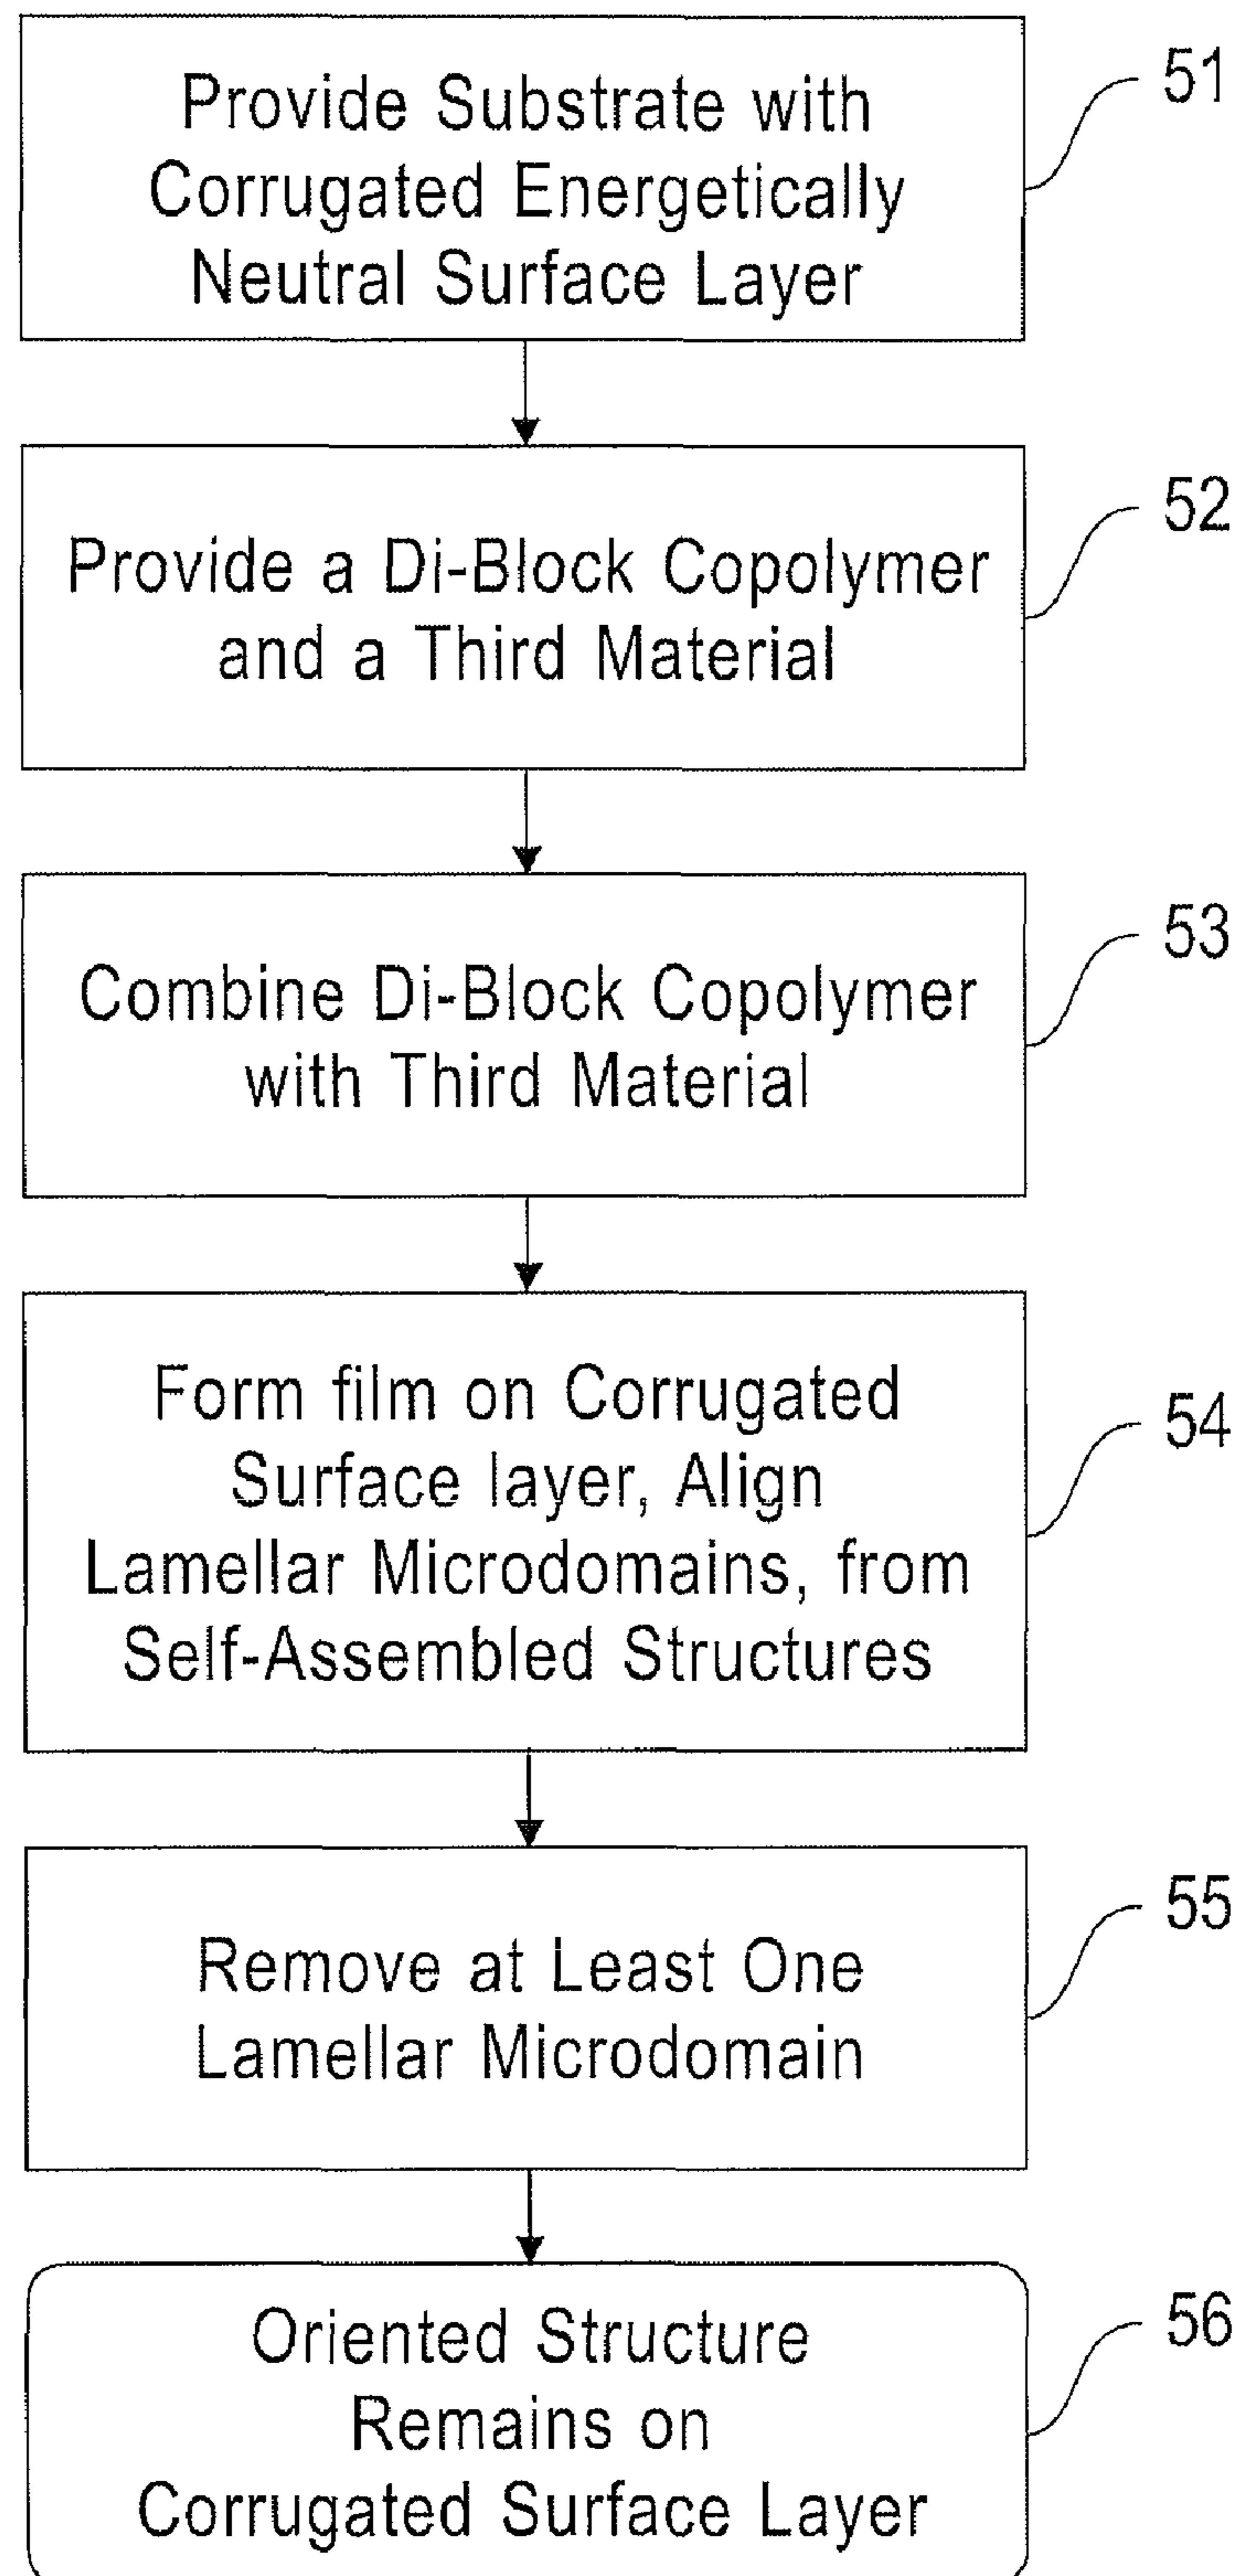 Provide Substrate with
Corrugated Energetically
Neutral Surface Layer
51
Provide a Di-Block Copolymer
and a Third Material
52
Combine Di-Block Copolymer
with Third Material
53
Form film on Corrugated
Surface layer, Align
Lamellar Microdomains, from
Self-Assembled Structures
54
Remove at Least One
Lamellar Microdomain
55
Oriented Structure
Remains on
Corrugated Surface Layer
56